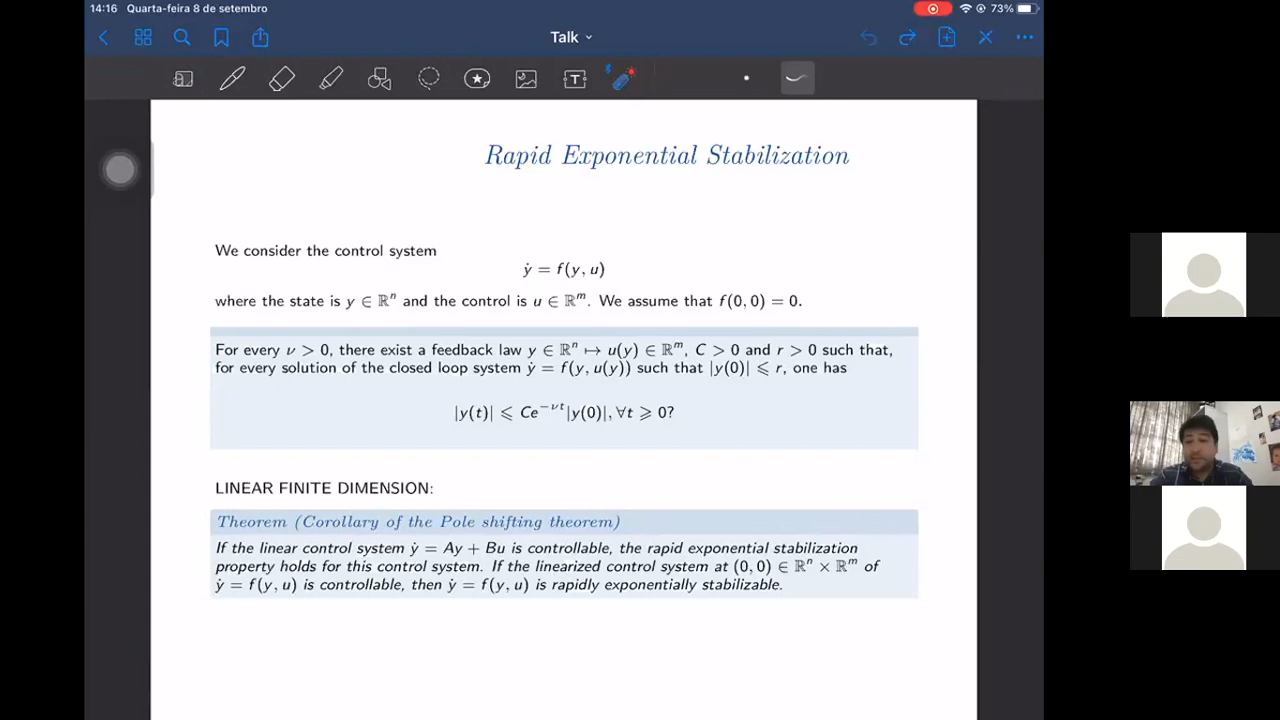 14:16 Quarta-feira 8 de setembro
73%
Talk
T
Rapid Exponential Stabilization
We consider the control system
ẏ = f(y, u)
where the state is y ∈ ℝⁿ and the control is u ∈ ℝᵐ. We assume that f(0, 0) = 0.
For every ν > 0, there exist a feedback law y ∈ ℝⁿ ↦ u(y) ∈ ℝᵐ, C > 0 and r > 0 such that,
for every solution of the closed loop system ẏ = f(y, u(y)) such that |y(0)| ⩽ r, one has
|y(t)| ⩽ Ce^{−νt}|y(0)|, ∀t ⩾ 0?
LINEAR FINITE DIMENSION:
Theorem (Corollary of the Pole shifting theorem)
If the linear control system ẏ = Ay + Bu is controllable, the rapid exponential stabilization
property holds for this control system. If the linearized control system at (0, 0) ∈ ℝⁿ × ℝᵐ of
ẏ = f(y, u) is controllable, then ẏ = f(y, u) is rapidly exponentially stabilizable.